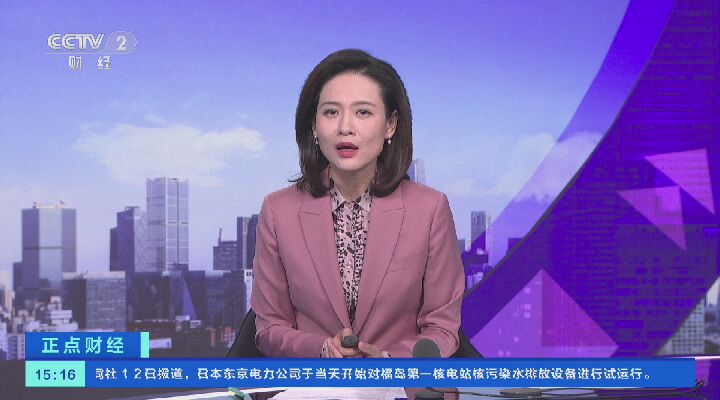 CCTV 2
财经
正点财经
15:16 社12日报道，日本东京电力公司于当天开始对福岛第一核电站核污染水排放设备进行试运行。